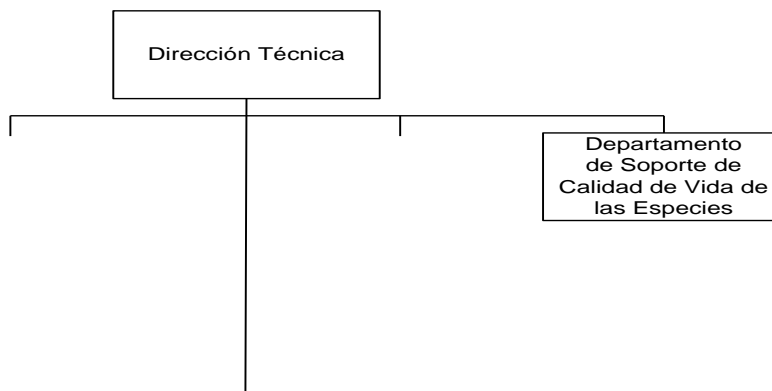 Dirección Técnica
Departamento
de Soporte de
Calidad de Vida de
las Especies